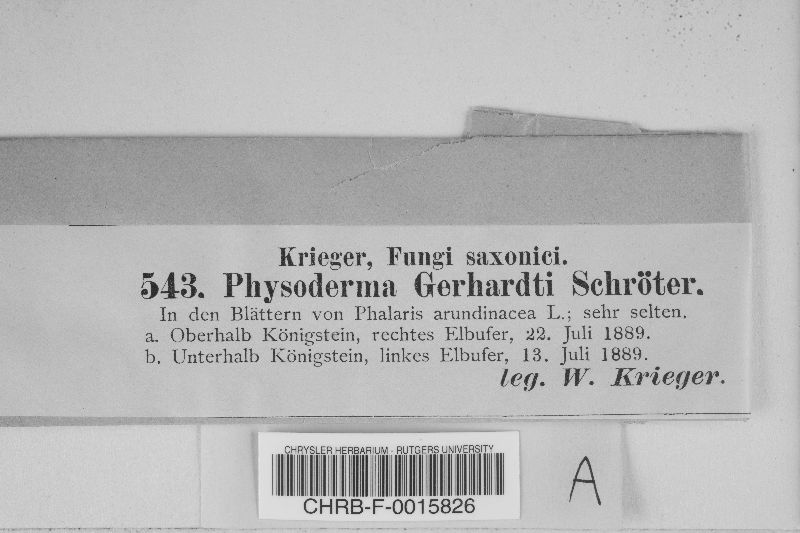 Krieger, Fungi saxonici.
543. Physoderma Gerhardti Schröter.
In den Blättern von Phalaris arundinacea L.; sehr selten.
a. Oberhalb Königstein, rechtes Elbufer, 22. Juli 1889.
b. Unterhalb Königstein, linkes Elbufer, 13. Juli 1889.
leg. W. Krieger.
CHRYSLER HERBARIUM - RUTGERS UNIVERSITY
CHRB-F-0015826
A